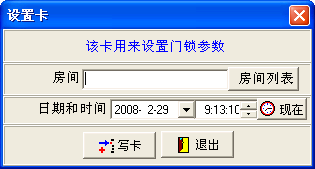 设置卡
该卡用来设置门锁参数
房间 房间列表
日期和时间 2008- 2-29 9:13:10 现在
写卡 退出